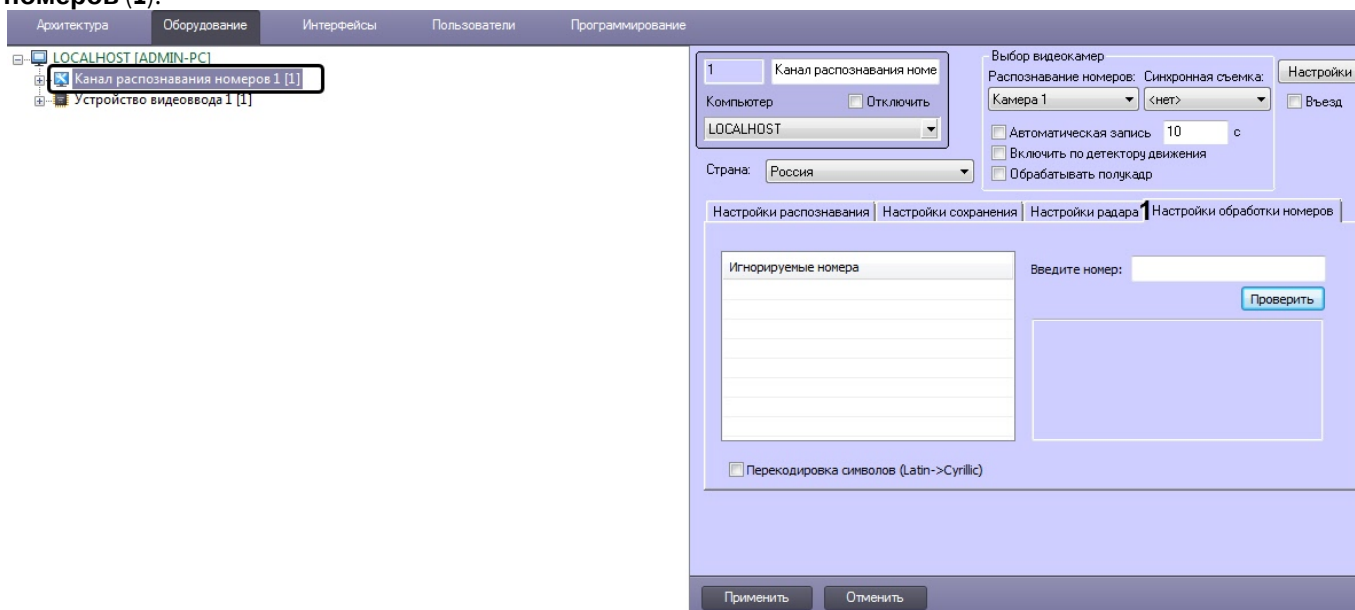 номеров (1).
Архитектура Оборудование Интерфейсы Пользователи Программирование
LOCALHOST [ADMIN-PC]
Канал распознавания номеров 1 [1]
Устройство видеоввода 1 [1]
1 Канал распознавания номе
Компьютер Отключить
LOCALHOST
Страна: Россия
Выбор видеокамер
Распознавание номеров: Синхронная съемка: Настройки
Камера 1 <нет> Въезд
Автоматическая запись 10 с
Включить по детектору движения
Обрабатывать полукадр
Настройки распознавания Настройки сохранения Настройки радара 1 Настройки обработки номеров
Игнорируемые номера
Введите номер:
Проверить
Перекодировка символов (Latin->Cyrillic)
Применить Отменить